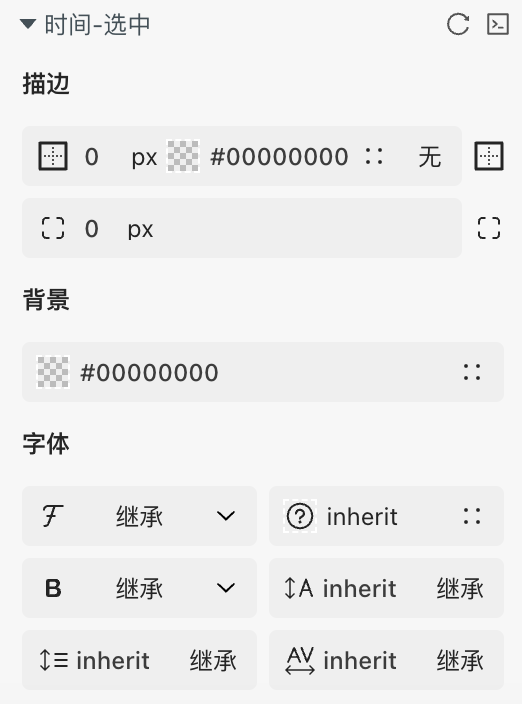 时间-选中
描边
0 px #00000000 无
0 px
背景
#00000000
字体
继承 inherit
B 继承 A inherit 继承
inherit 继承 AV inherit 继承